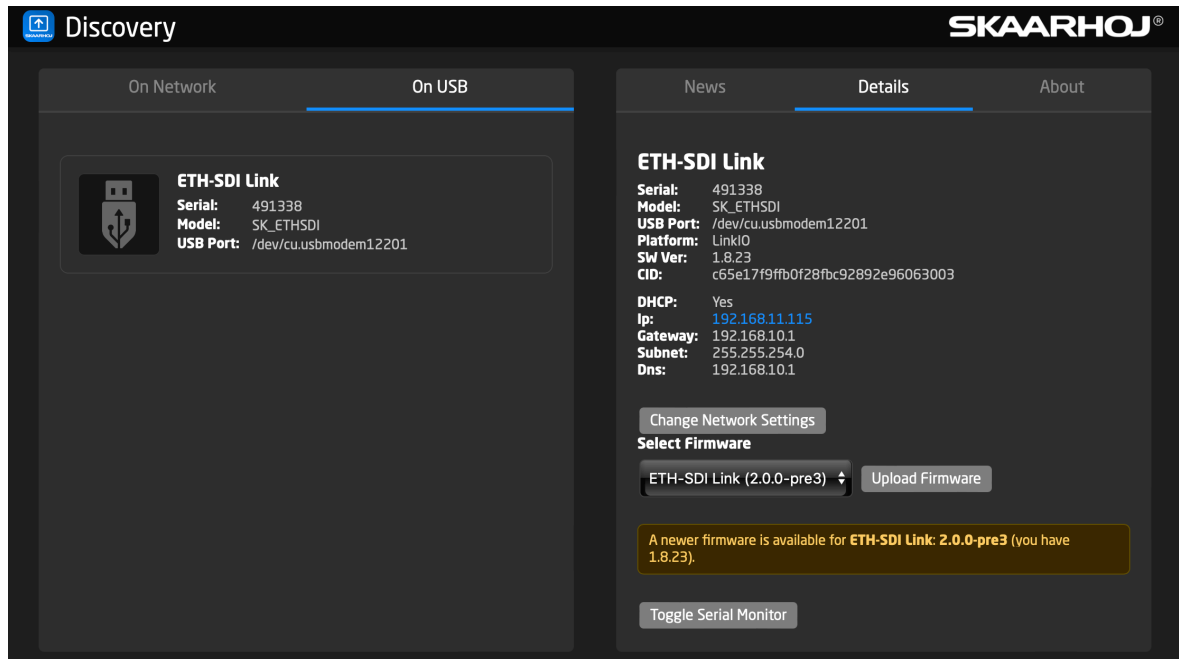 Discovery
SKAARHOJ®
On Network
On USB
ETH-SDI Link
Serial: 491338
Model: SK_ETHSDI
USB Port: /dev/cu.usbmodem12201
News
Details
About
ETH-SDI Link
Serial: 491338
Model: SK_ETHSDI
USB Port: /dev/cu.usbmodem12201
Platform: LinkIO
SW Ver: 1.8.23
CID: c65e17f9ffb0f28fbc92892e96063003
DHCP: Yes
Ip: 192.168.11.115
Gateway: 192.168.10.1
Subnet: 255.255.254.0
Dns: 192.168.10.1
Change Network Settings
Select Firmware
ETH-SDI Link (2.0.0-pre3)
Upload Firmware
A newer firmware is available for ETH-SDI Link: 2.0.0-pre3 (you have
1.8.23).
Toggle Serial Monitor